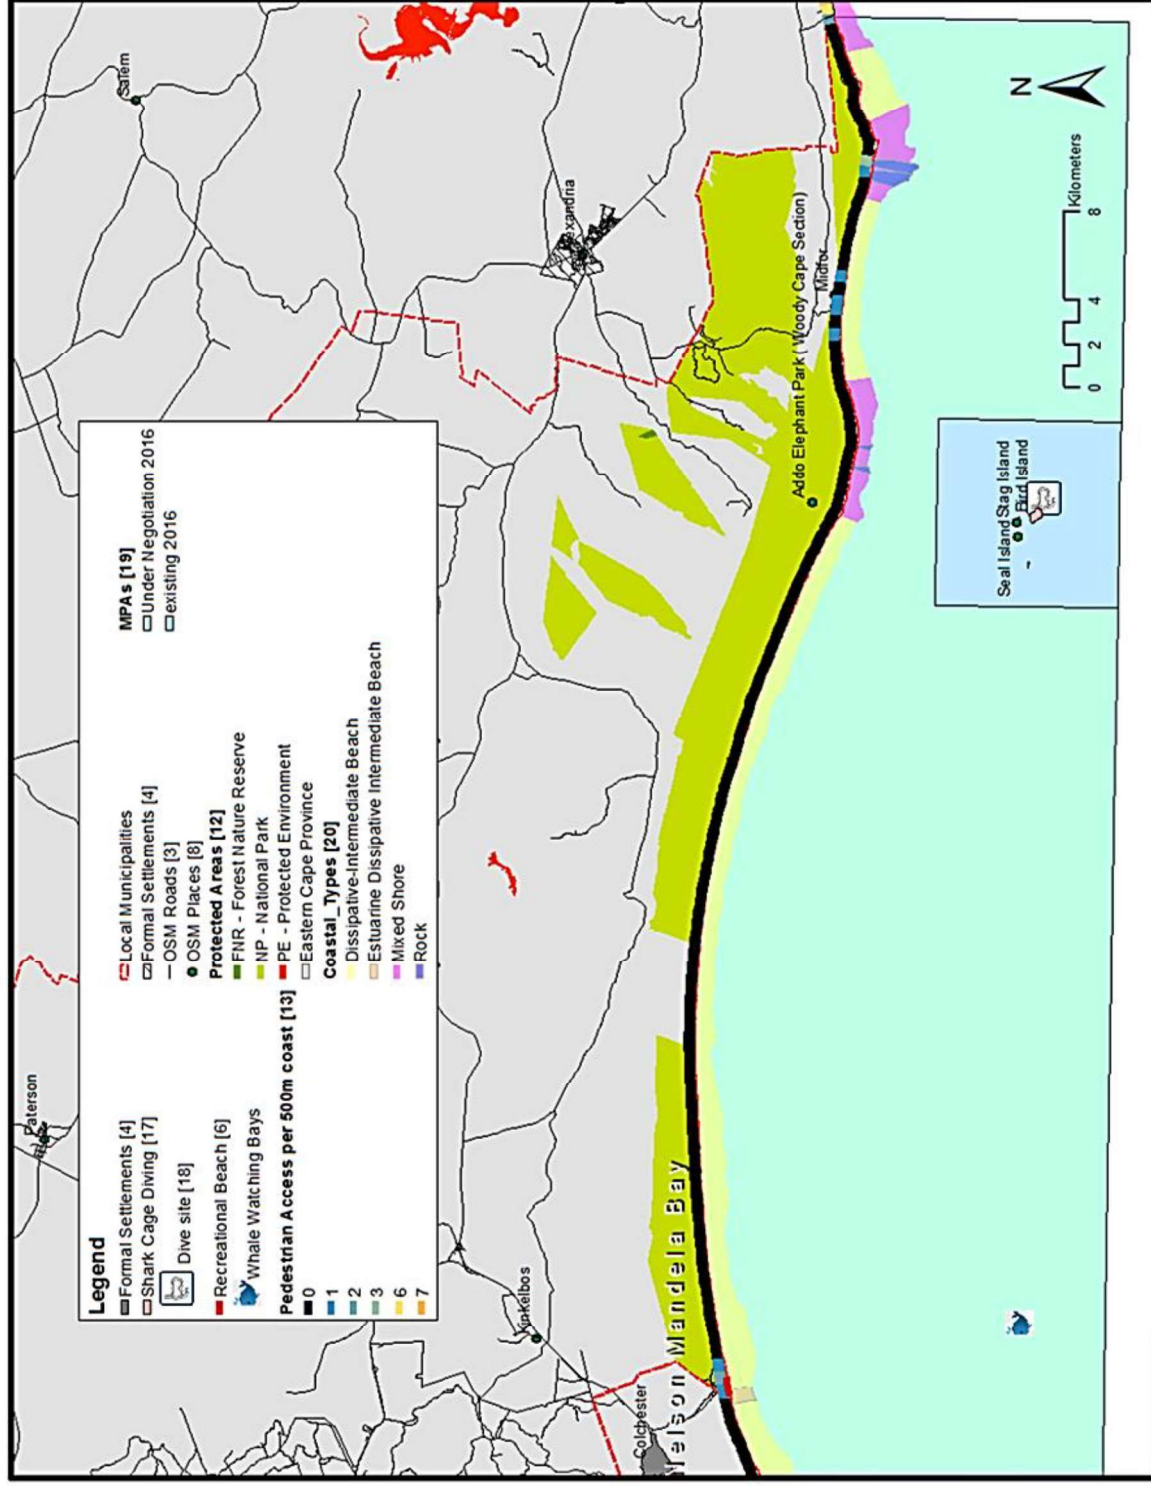 Legend
Formal Settlements [4]
Shark Cage Diving [17]
Dive site [18]
Recreational Beach [6]
Whale Watching Bays
Pedestrian Access per 500m coast [13]
0
1
2
3
6
7
Local Municipalities
Formal Settlements [4]
OSM Roads [3]
OSM Places [8]
Protected Areas [12]
FNR - Forest Nature Reserve
NP - National Park
PE - Protected Environment
Eastern Cape Province
Coastal_Types [20]
Dissipative-Intermediate Beach
Estuarine Dissipative Intermediate Beach
Mixed Shore
Rock
MPAs [19]
Under Negotiation 2016
existing 2016
Paterson
Salem
exandria
Kinkelbos
Colchester
Nelson Mandela Bay
Addo Elephant Park ( Woody Cape Section)
Midfor
Seal Island
Stag Island
Bird Island
N
Kilometers
0 2 4 8